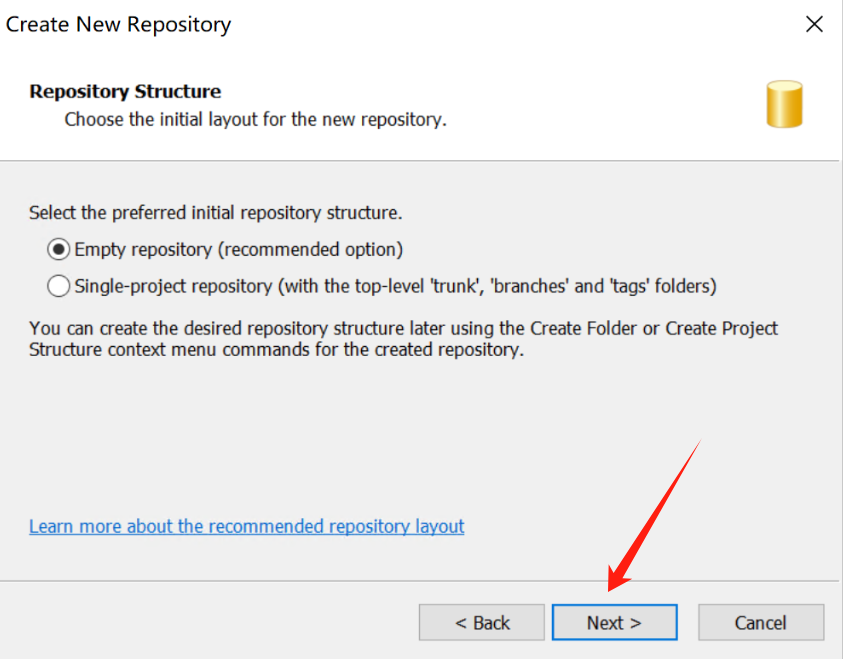 Create New Repository
Repository Structure
Choose the initial layout for the new repository.
Select the preferred initial repository structure.
Empty repository (recommended option)
Single-project repository (with the top-level 'trunk', 'branches' and 'tags' folders)
You can create the desired repository structure later using the Create Folder or Create Project
Structure context menu commands for the created repository.
Learn more about the recommended repository layout
< Back
Next >
Cancel